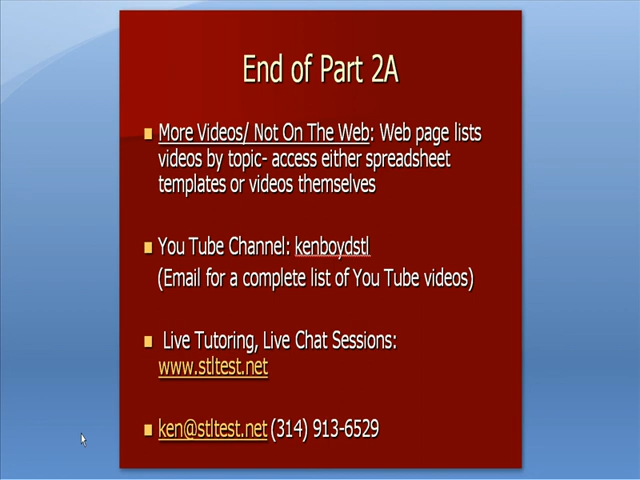 End of Part 2A
More Videos/ Not On The Web: Web page lists
videos by topic- access either spreadsheet
templates or videos themselves
You Tube Channel: kenboydstl
(Email for a complete list of You Tube videos)
Live Tutoring, Live Chat Sessions:
www.stltest.net
ken@stltest.net (314) 913-6529